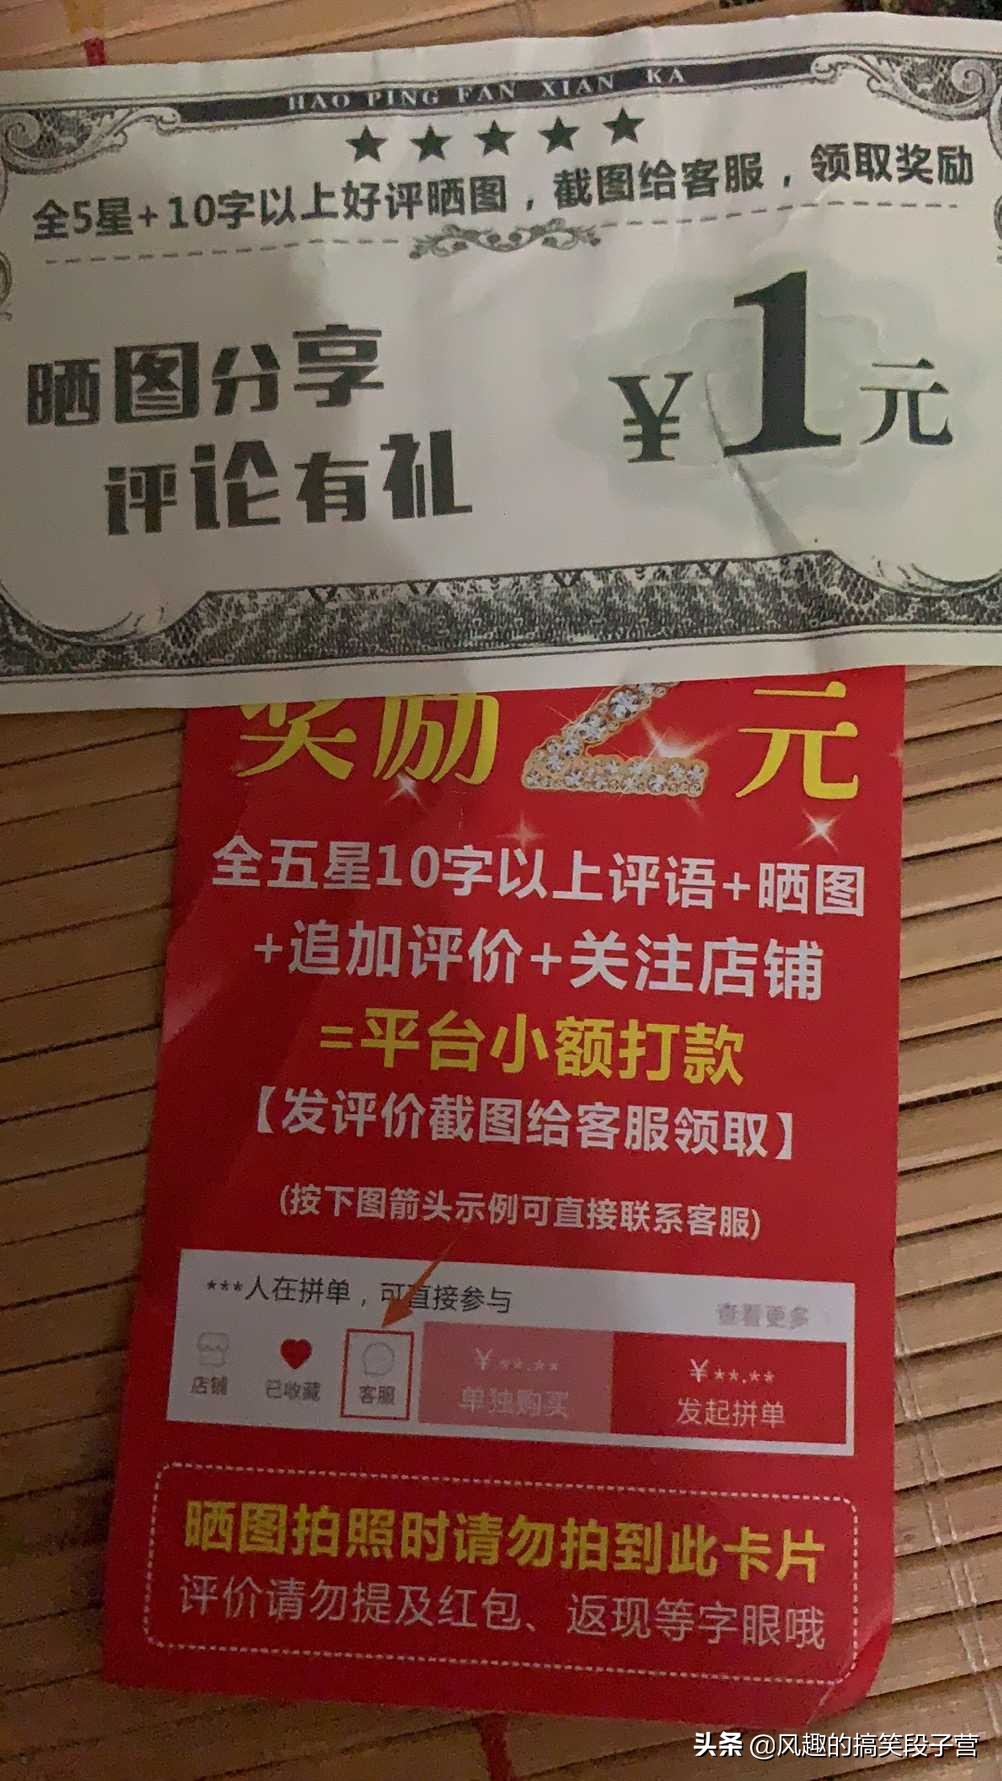 HAO PING FAN XIAN KA
全5星+10字以上好评晒图，截图给客服，领取奖励
晒图分享
评论有礼
¥1元
奖励2元
全五星10字以上评语+晒图
+追加评价+关注店铺
=平台小额打款
【发评价截图给客服领取】
(按下图箭头示例可直接联系客服)
***人在拼单，可直接参与
查看更多
店铺
已收藏
客服
¥**.**
单独购买
¥**.**
发起拼单
晒图拍照时请勿拍到此卡片
评价请勿提及红包、返现等字眼哦
头条 @风趣的搞笑段子营